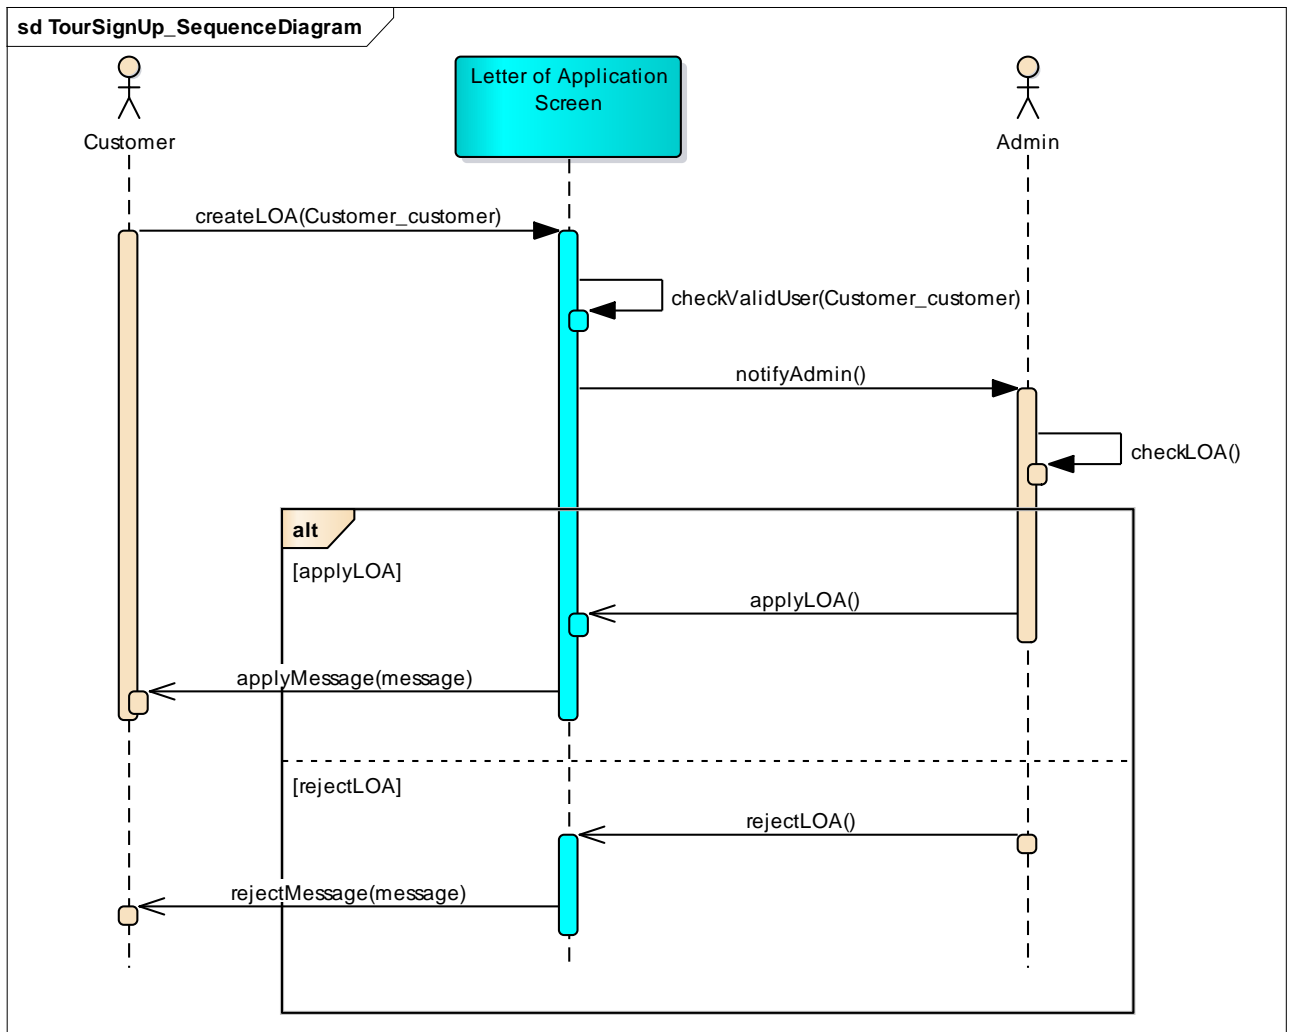 sd TourSignUp_SequenceDiagram
Letter of Application
Screen
Customer
Admin
createLOA(Customer_customer)
checkValidUser(Customer_customer)
notifyAdmin()
checkLOA()
alt
[applyLOA]
applyLOA()
applyMessage(message)
[rejectLOA]
rejectLOA()
rejectMessage(message)